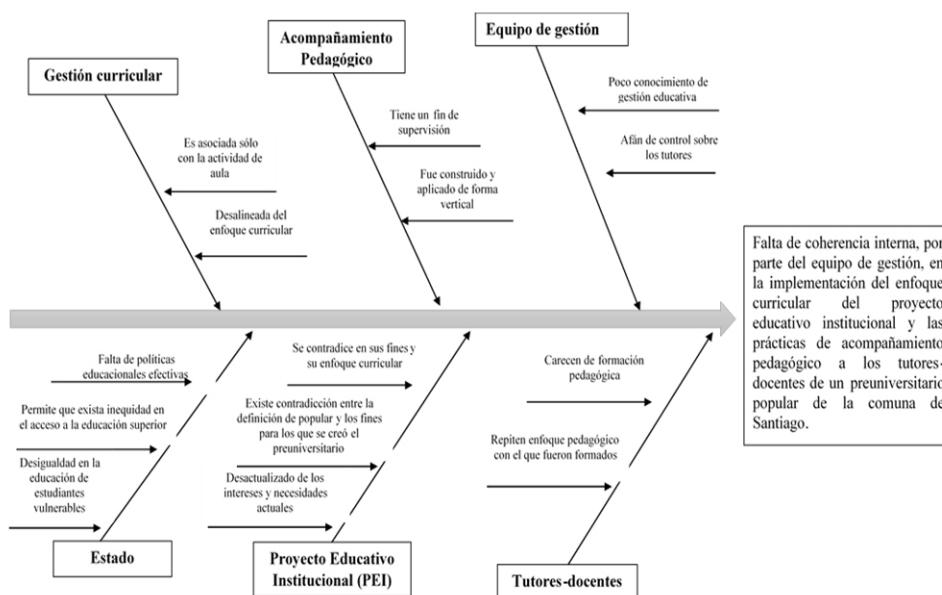 Gestión curricular
Es asociada sólo
con la actividad de
aula
Desalineada del
enfoque curricular
Acompañamiento
Pedagógico
Tiene un fin de
supervisión
Fue construido y
aplicado de forma
vertical
Equipo de gestión
Poco conocimiento de
gestión educativa
Afán de control sobre
los tutores
Falta de coherencia interna, por
parte del equipo de gestión, en
la implementación del enfoque
curricular del proyecto
educativo institucional y las
prácticas de acompañamiento
pedagógico a los tutores-
docentes de un preuniversitario
popular de la comuna de
Santiago.
Falta de políticas
educacionales efectivas
Permite que exista inequidad en
el acceso a la educación superior
Desigualdad en la
educación de
estudiantes
vulnerables
Estado
Se contradice en sus fines y
su enfoque curricular
Existe contradicción entre la
definición de popular y los fines
para los que se creó el
preuniversitario
Desactualizado de los
intereses y necesidades
actuales
Proyecto Educativo
Institucional (PEI)
Carecen de formación
pedagógica
Repiten enfoque pedagógico
con el que fueron formados
Tutores-docentes